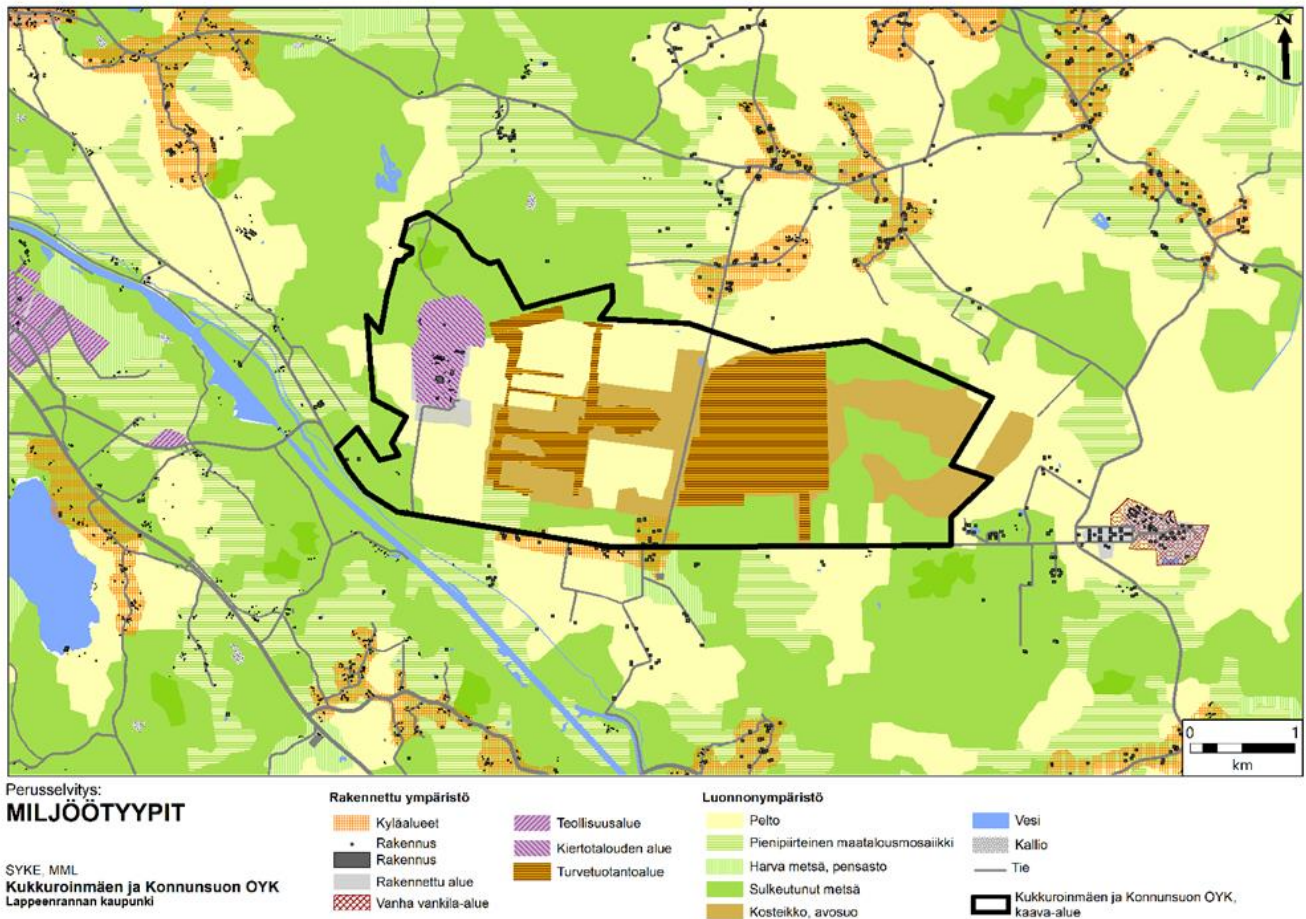 N
0 1
km
Perusselvitys:
MILJÖÖTYYPIT
SYKE, MML
Kukkuroinmäen ja Konnunsuon OYK
Lappeenrannan kaupunki
Rakennettu ympäristö
Kyläalueet
Rakennus
Rakennus
Rakennettu alue
Vanha vankila-alue
Teollisuusalue
Kiertotalouden alue
Turvetuotantoalue
Luonnonympäristö
Pelto
Pienipiirteinen maatalousmosaiikki
Harva metsä, pensasto
Sulkeutunut metsä
Kosteikko, avosuo
Vesi
Kallio
Tie
Kukkuroinmäen ja Konnunsuon OYK,
kaava-alue